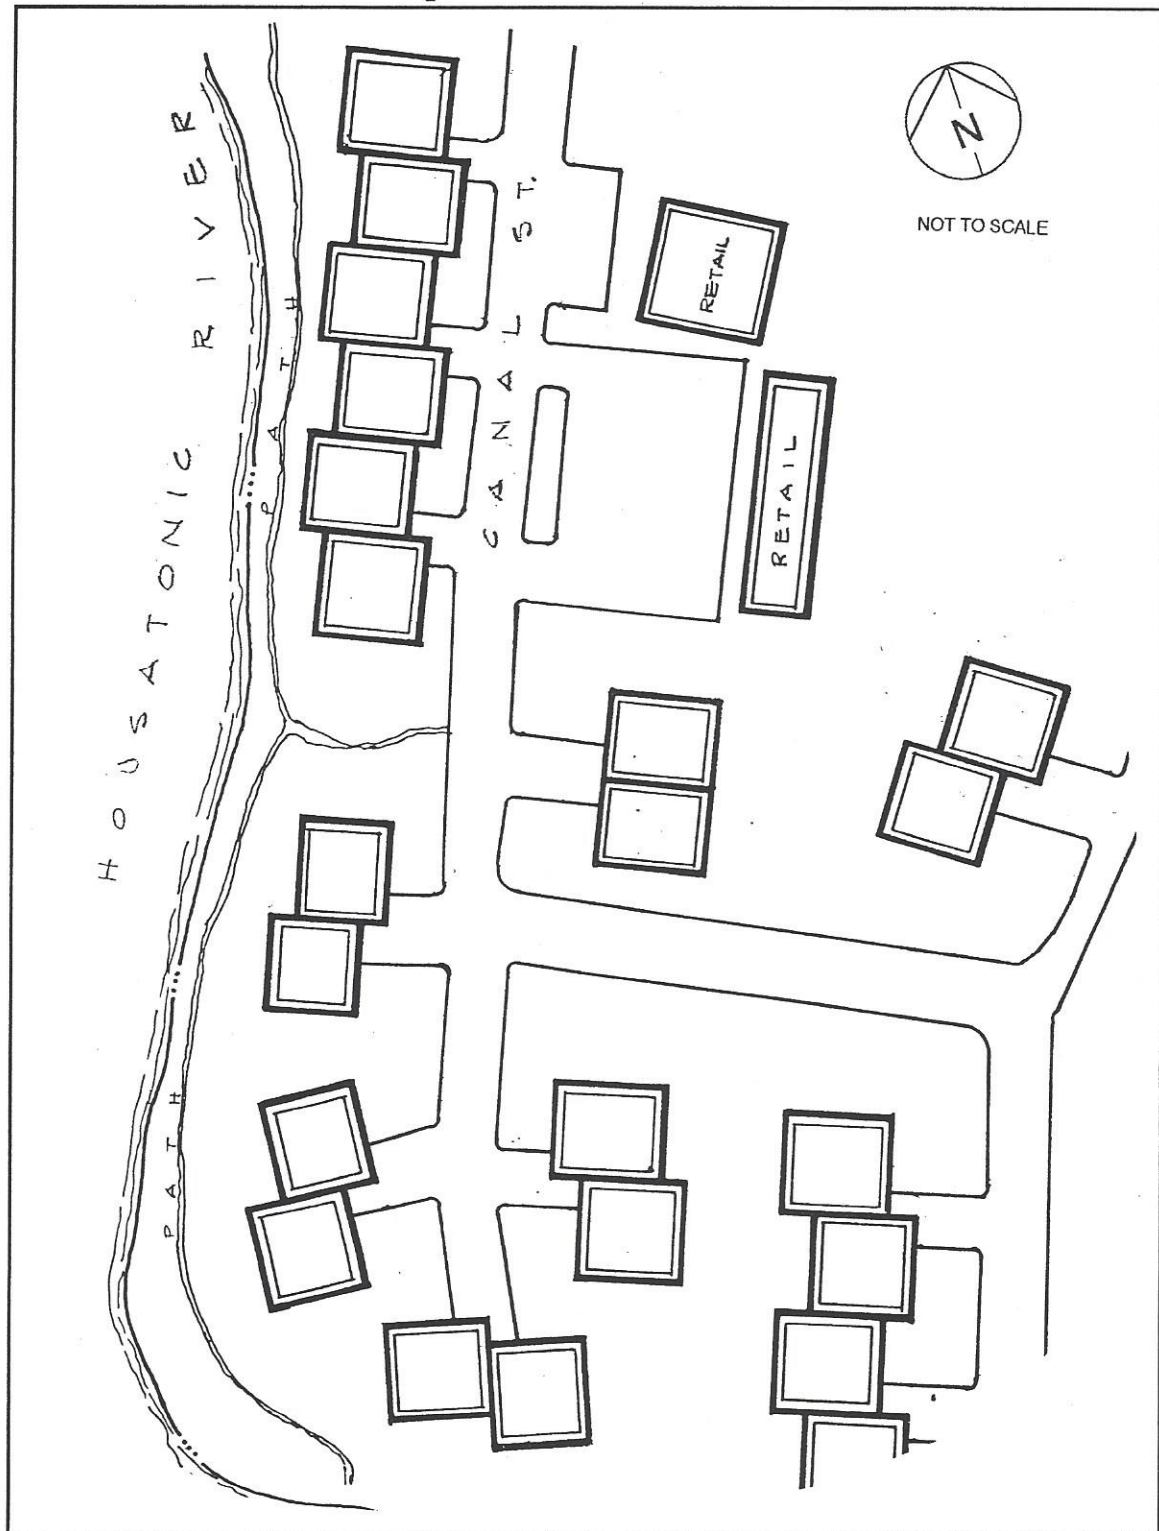 HOUSATONIC RIVER
PATH
CANAL ST.
RETAIL
N
NOT TO SCALE
RETAIL
PATH